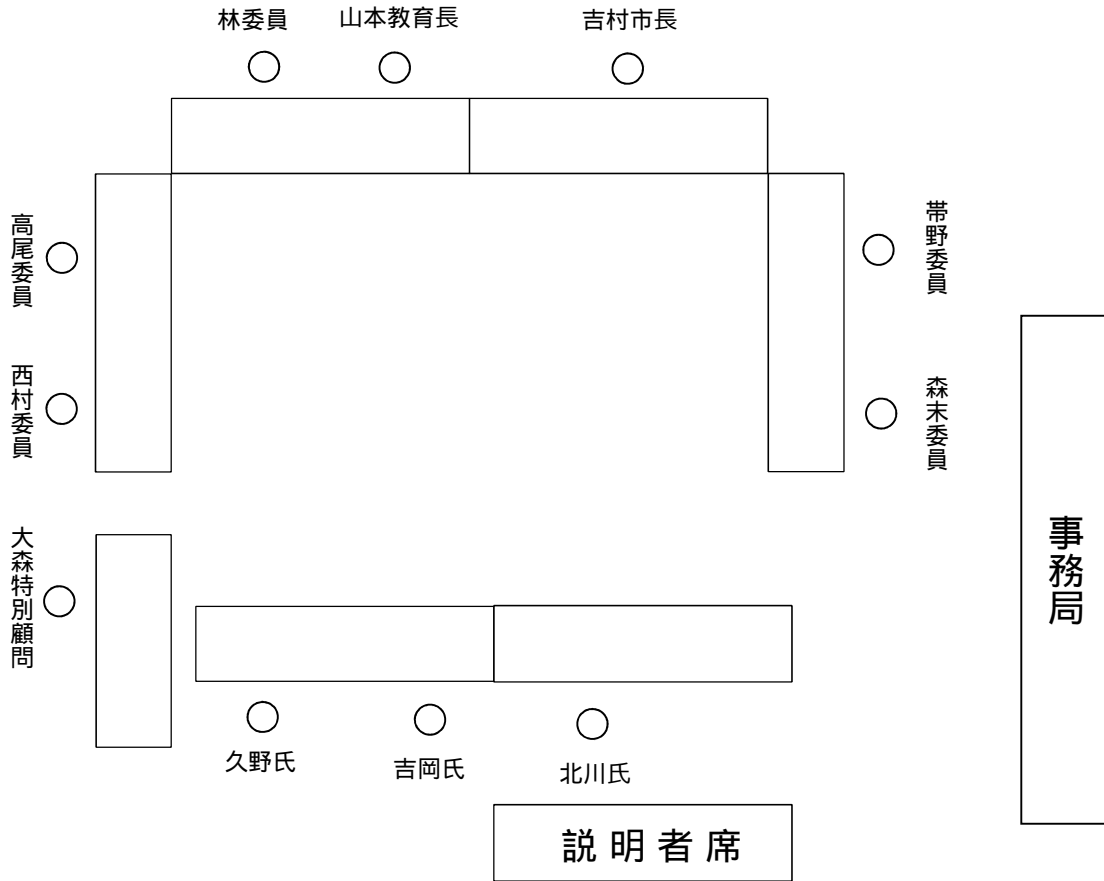 林委員
山本教育長
吉村市長
高尾委員
帯野委員
西村委員
森末委員
大森特別顧問
事務局
久野氏
吉岡氏
北川氏
説明者席